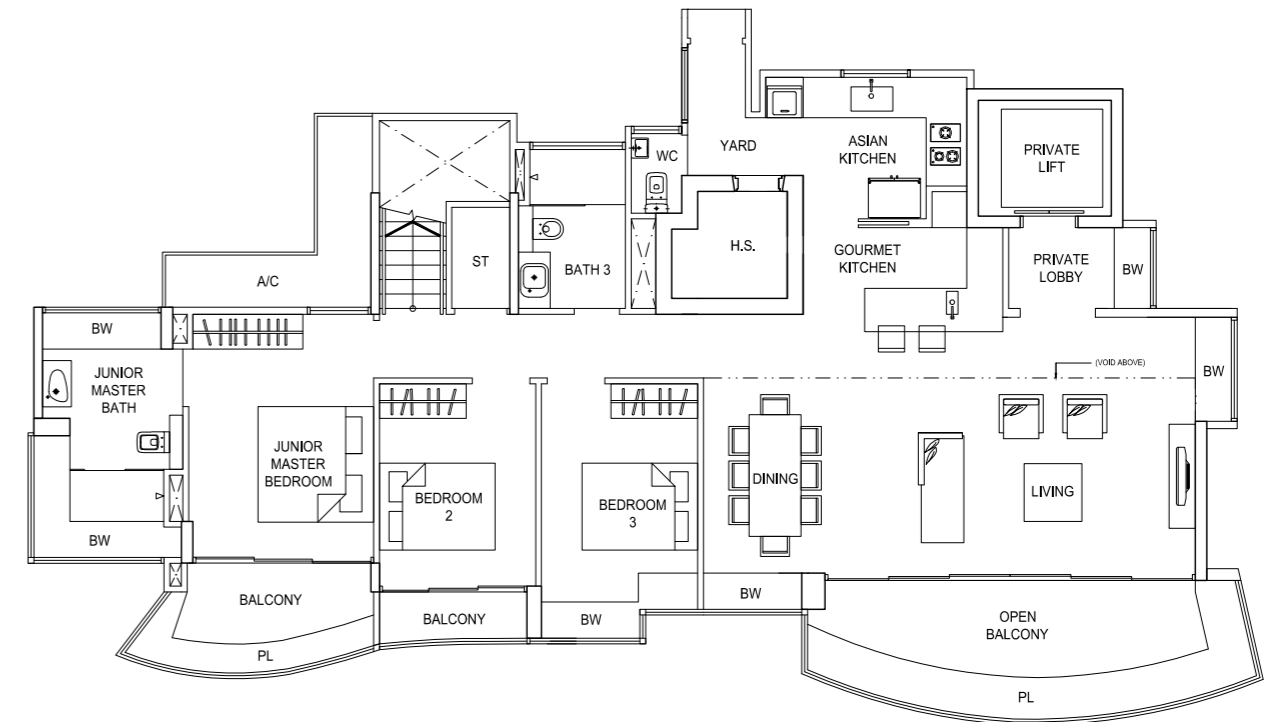 YARD
WC
ASIAN
KITCHEN
PRIVATE
LIFT
H.S.
GOURMET
KITCHEN
PRIVATE
LOBBY
BW
ST
BATH 3
A/C
BW
JUNIOR
MASTER
BATH
(VOID ABOVE)
BW
JUNIOR
MASTER
BEDROOM
BEDROOM
2
BEDROOM
3
DINING
LIVING
BW
BALCONY
PL
BALCONY
BW
BW
OPEN
BALCONY
PL